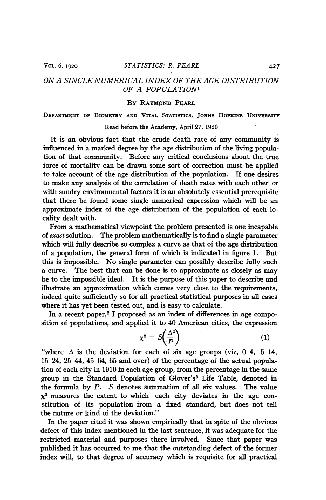 VOL. 6, 1920 STATISTICS: R. PEARL 427
ON A SINGLE NUMERICAL INDEX OF THE AGE DISTRIBUTION
OF A POPULATION¹
BY RAYMOND PEARL
DEPARTMENT OF BIOMETRY AND VITAL STATISTICS, JOHNS HOPKINS UNIVERSITY
Read before the Academy, April 27, 1920
It is an obvious fact that the crude death rate of any community is
influenced in a marked degree by the age distribution of the living popula-
tion of that community. Before any critical conclusions about the true
force of mortality can be drawn some sort of correction must be applied
to take account of the age distribution of the population. If one desires
to make any analysis of the correlation of death rates with each other or
with sundry environmental factors it is an absolutely essential prerequisite
that there be found some single numerical expression which will be an
approximate index of the age distribution of the population of each lo-
cality dealt with.
From a mathematical viewpoint the problem presented is one incapable
of exact solution. The problem mathematically is to find a single parameter
which will fully describe so complex a curve as that of the age distribution
of a population, the general form of which is indicated in figure 1. But
this is impossible. No single parameter can possibly describe fully such
a curve. The best that can be done is to approximate as closely as may
be to the impossible ideal. It is the purpose of this paper to describe and
illustrate an approximation which comes very close to the requirements,
indeed quite sufficiently so for all practical statistical purposes in all cases
where it has yet been tested out, and is easy to calculate.
In a recent paper,² I proposed as an index of differences in age compo-
sition of populations, and applied it to 40 American cities, the expression
χ² = S(Δ²/P) (1)
"where Δ is the deviation for each of six age groups (viz, 0–4, 5–14,
15–24, 25–44, 45–64, 65 and over) of the percentage of the actual popula-
tion of each city in 1910 in each age group, from the percentage in the same
group in the Standard Population of Glover's³ Life Table, denoted in
the formula by P. S denotes summation of all six values. The value
χ² measures the extent to which each city deviates in the age con-
stitution of its population from a fixed standard, but does not tell
the nature or kind of the deviation."
In the paper cited it was shown empirically that in spite of the obvious
defect of this index mentioned in the last sentence, it was adequate for the
restricted material and purposes there involved. Since that paper was
published it has occurred to me that the outstanding defect of the former
index will, to that degree of accuracy which is requisite for all practical